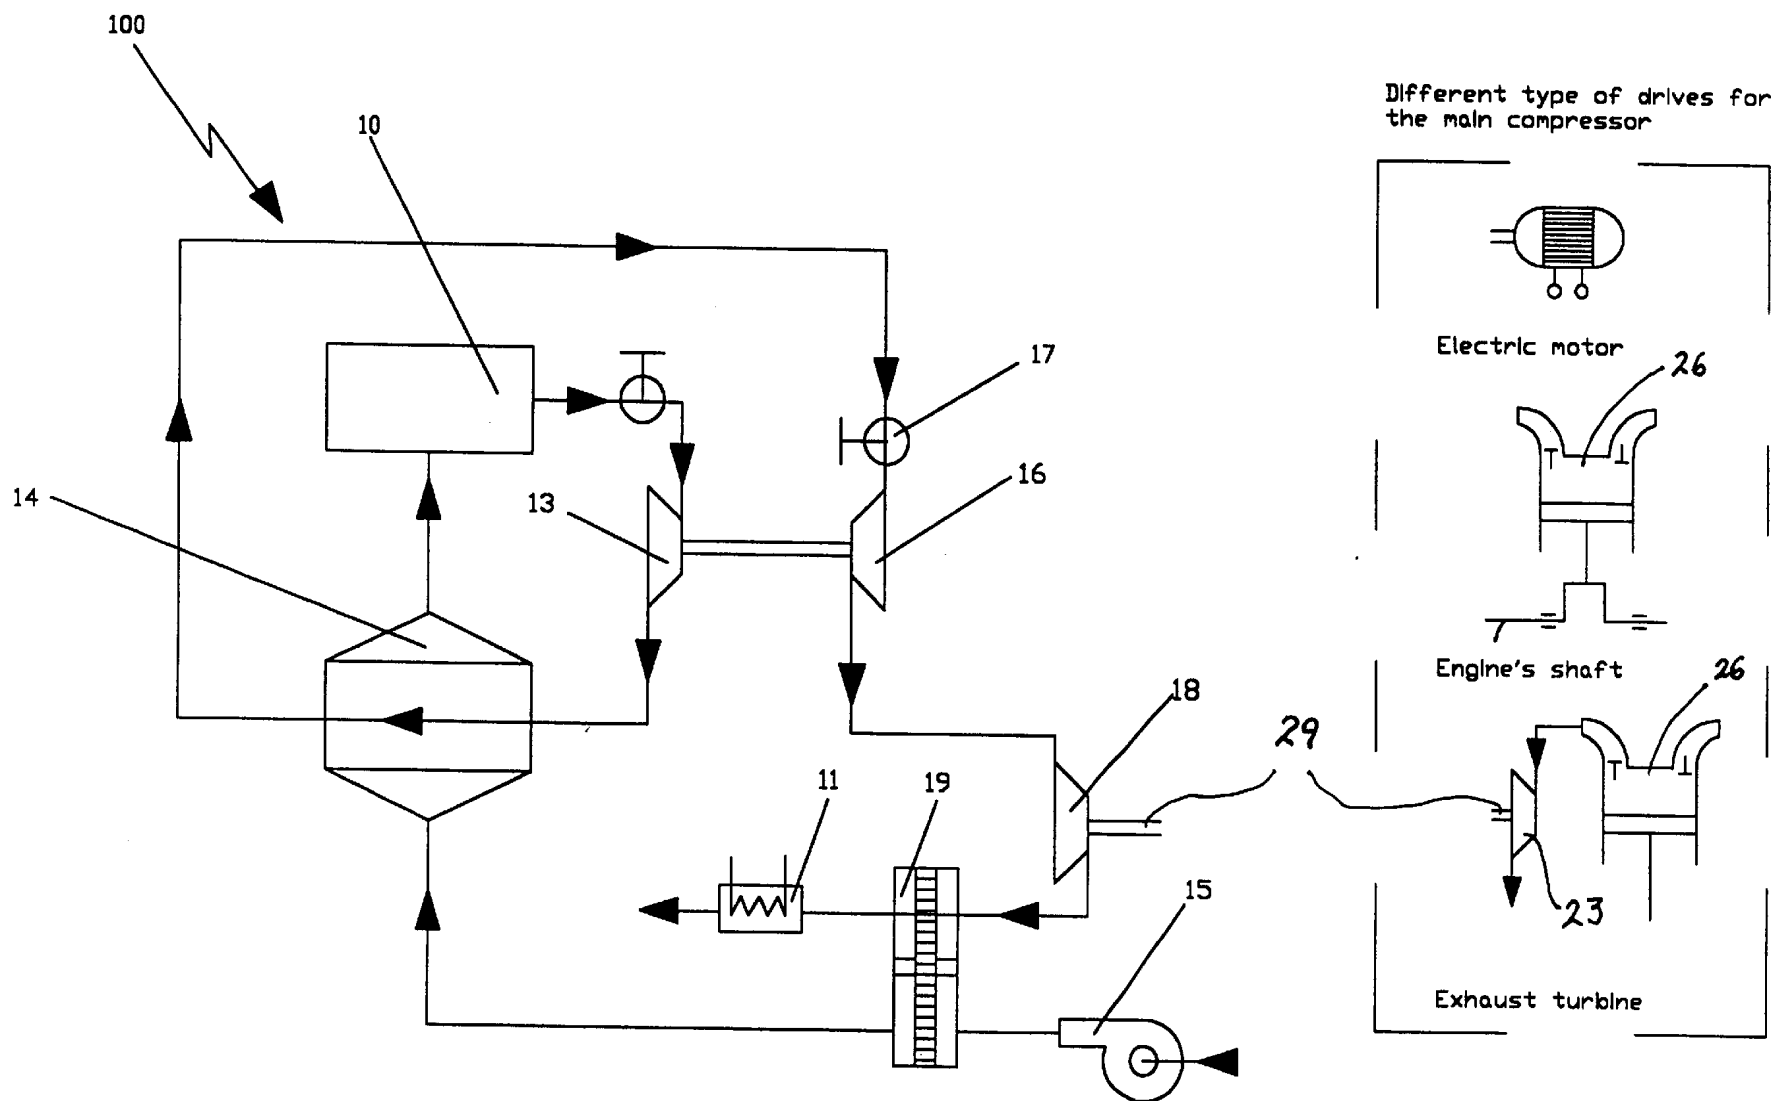 100
10
Different type of drives for
the main compressor
Electric motor
17
26
16
14
13
Engine's shaft
26
18
29
11
19
15
23
Exhaust turbine